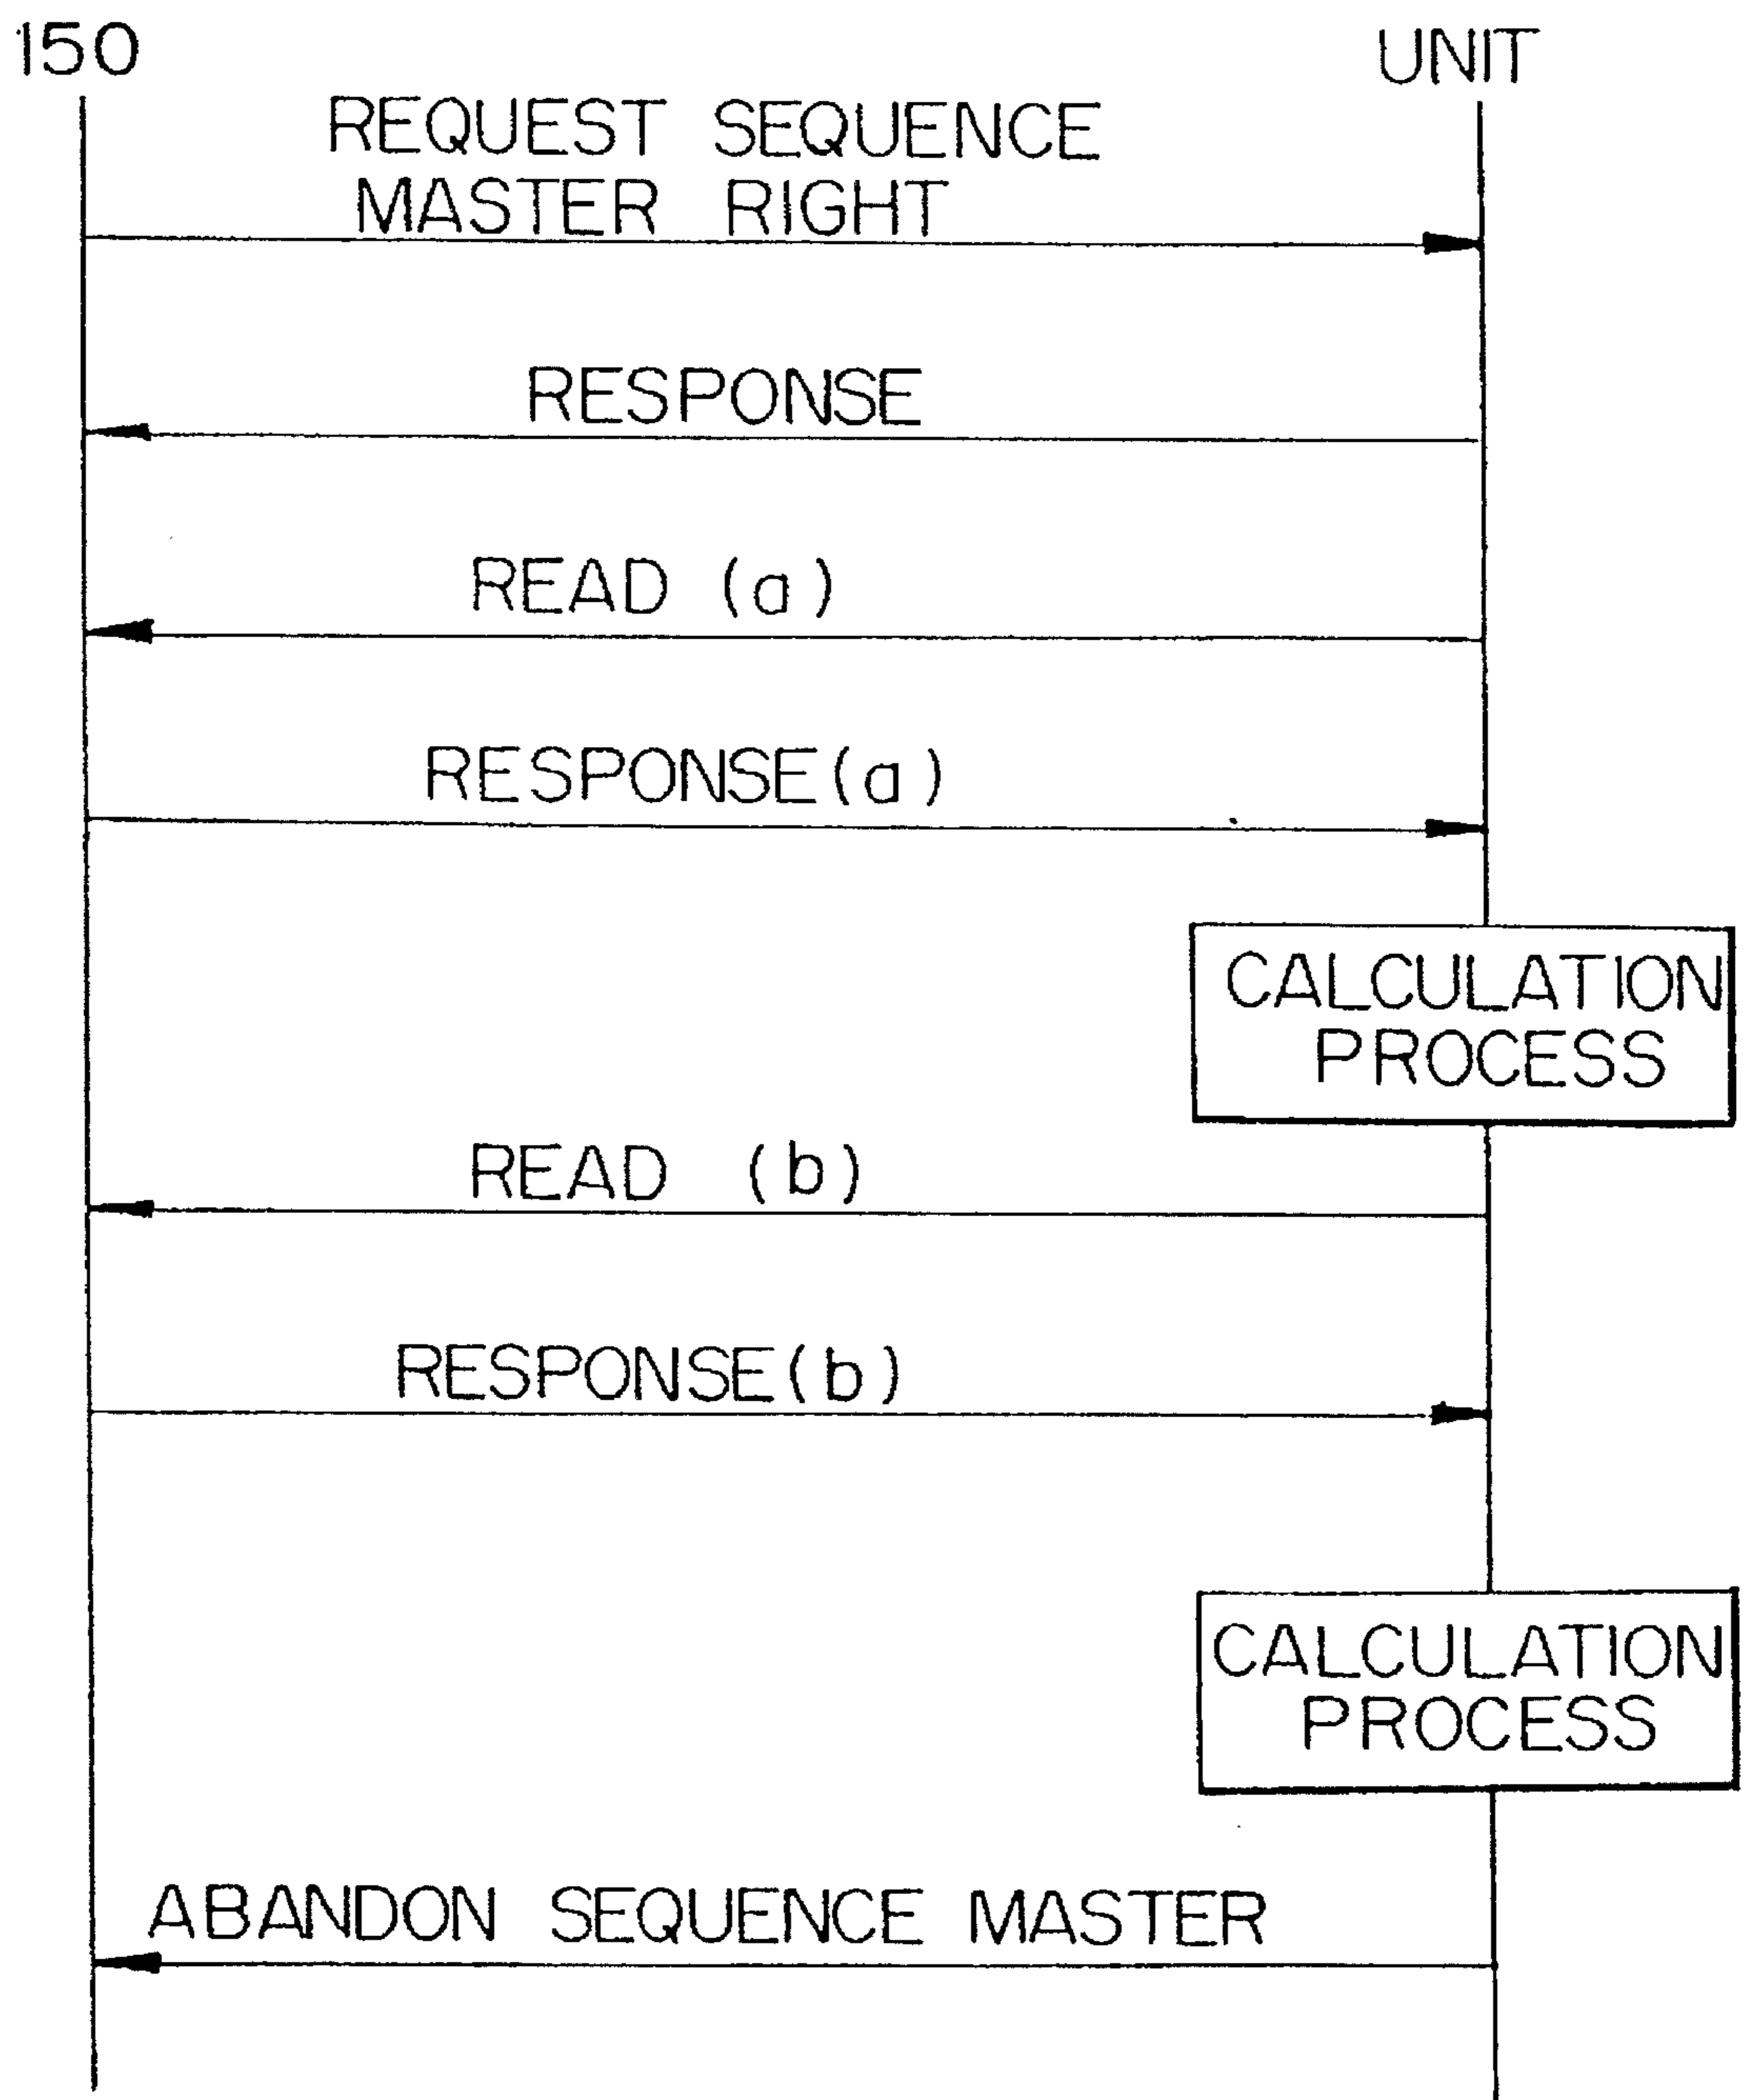 150
UNIT
REQUEST SEQUENCE
MASTER RIGHT
RESPONSE
READ (a)
RESPONSE(a)
CALCULATION
PROCESS
READ (b)
RESPONSE(b)
CALCULATION
PROCESS
ABANDON SEQUENCE MASTER